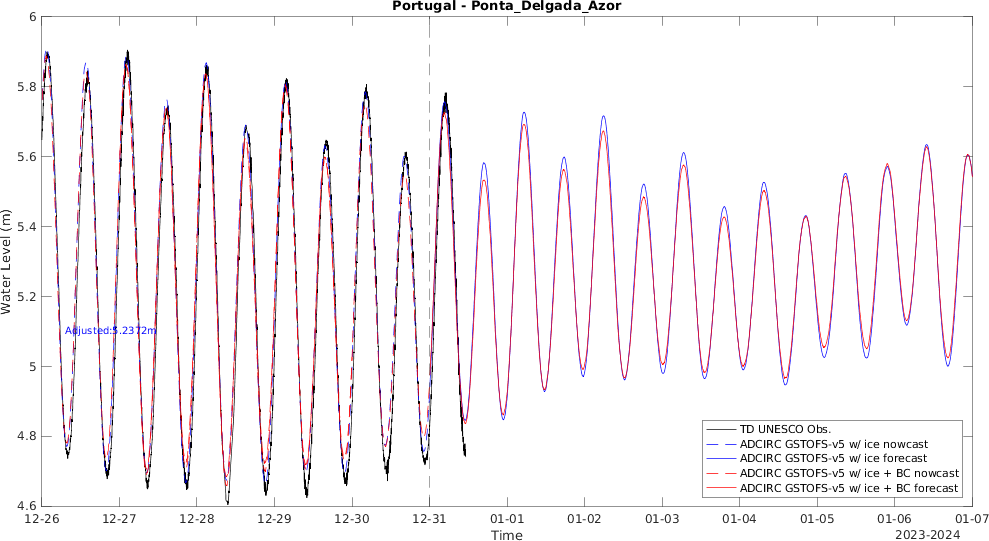 Portugal - Ponta_Delgada_Azor
6
5.8
5.6
5.4
5.2
5
4.8
4.6
Water Level (m)
Adjusted:5.2372m
TD UNESCO Obs.
ADCIRC GSTOFS-v5 w/ ice nowcast
ADCIRC GSTOFS-v5 w/ ice forecast
ADCIRC GSTOFS-v5 w/ ice + BC nowcast
ADCIRC GSTOFS-v5 w/ ice + BC forecast
12-26 12-27 12-28 12-29 12-30 12-31 01-01 01-02 01-03 01-04 01-05 01-06 01-07
Time
2023-2024